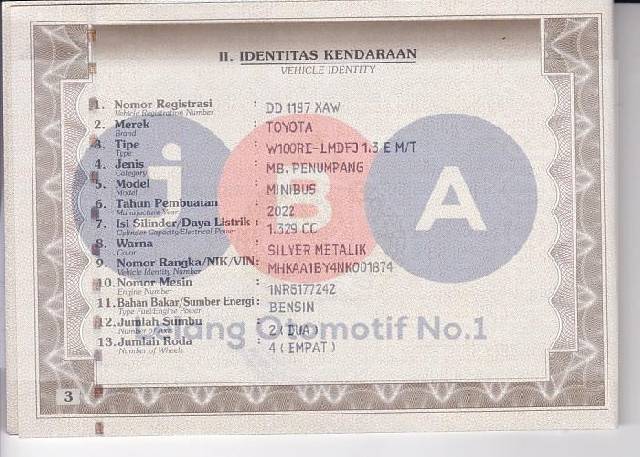 II. IDENTITAS KENDARAAN
VEHICLE IDENTITY
1. Nomor Registrasi : DD 1197 XAW
Vehicle Registration Number
2. Merek : TOYOTA
Brand
3. Tipe : W100RE-LMDFJ 1.3 E M/T
Type
4. Jenis : MB. PENUMPANG
Category
5. Model : MINIBUS
Model
6. Tahun Pembuatan : 2022
Manufacture Year
7. Isi Silinder/Daya Listrik : 1.329 CC
Cylinder Capacity/Electrical Power
8. Warna : SILVER METALIK
Color
9. Nomor Rangka/NIK/VIN: MHKAA1BY4NK001874
Vehicle Identity Number
10. Nomor Mesin : 1NR6177242
Engine Number
11. Bahan Bakar/Sumber Energi: BENSIN
Type Fuel/Engine Power
12. Jumlah Sumbu : 2 (DUA)
Number of Axle
13. Jumlah Roda : 4 (EMPAT)
Number of Wheels
i B A
Lelang Otomotif No.1
3